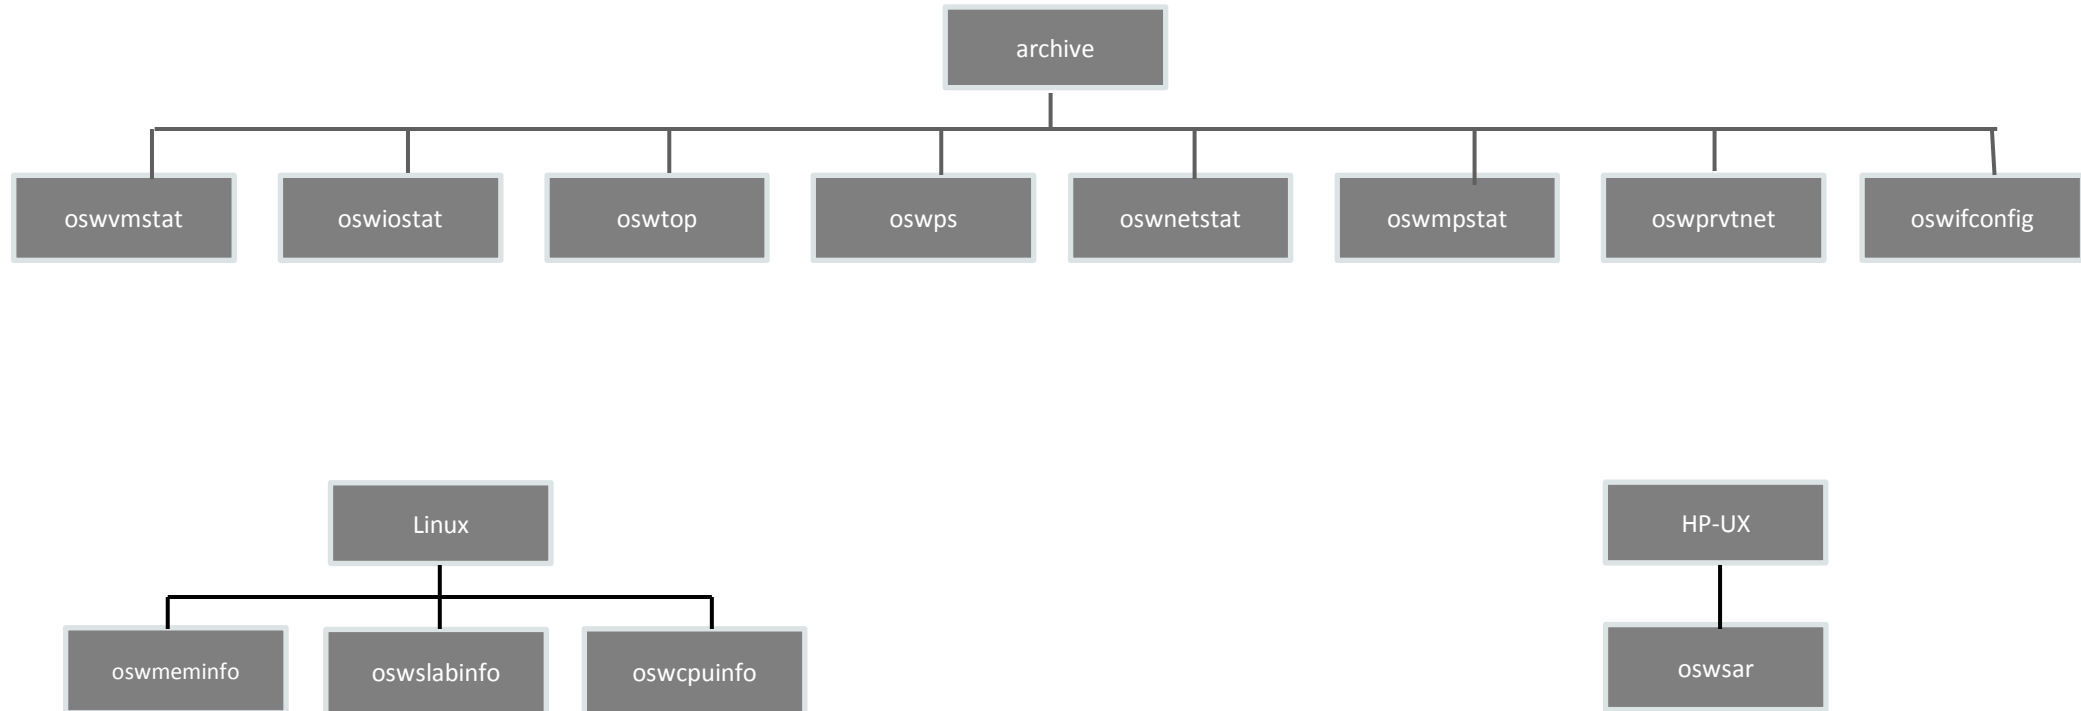 archive
oswvmstat
oswiostat
oswtop
oswps
oswnetstat
oswmpstat
oswprvtnet
oswifconfig
Linux
HP-UX
oswmeminfo
oswslabinfo
oswcpuinfo
oswsar